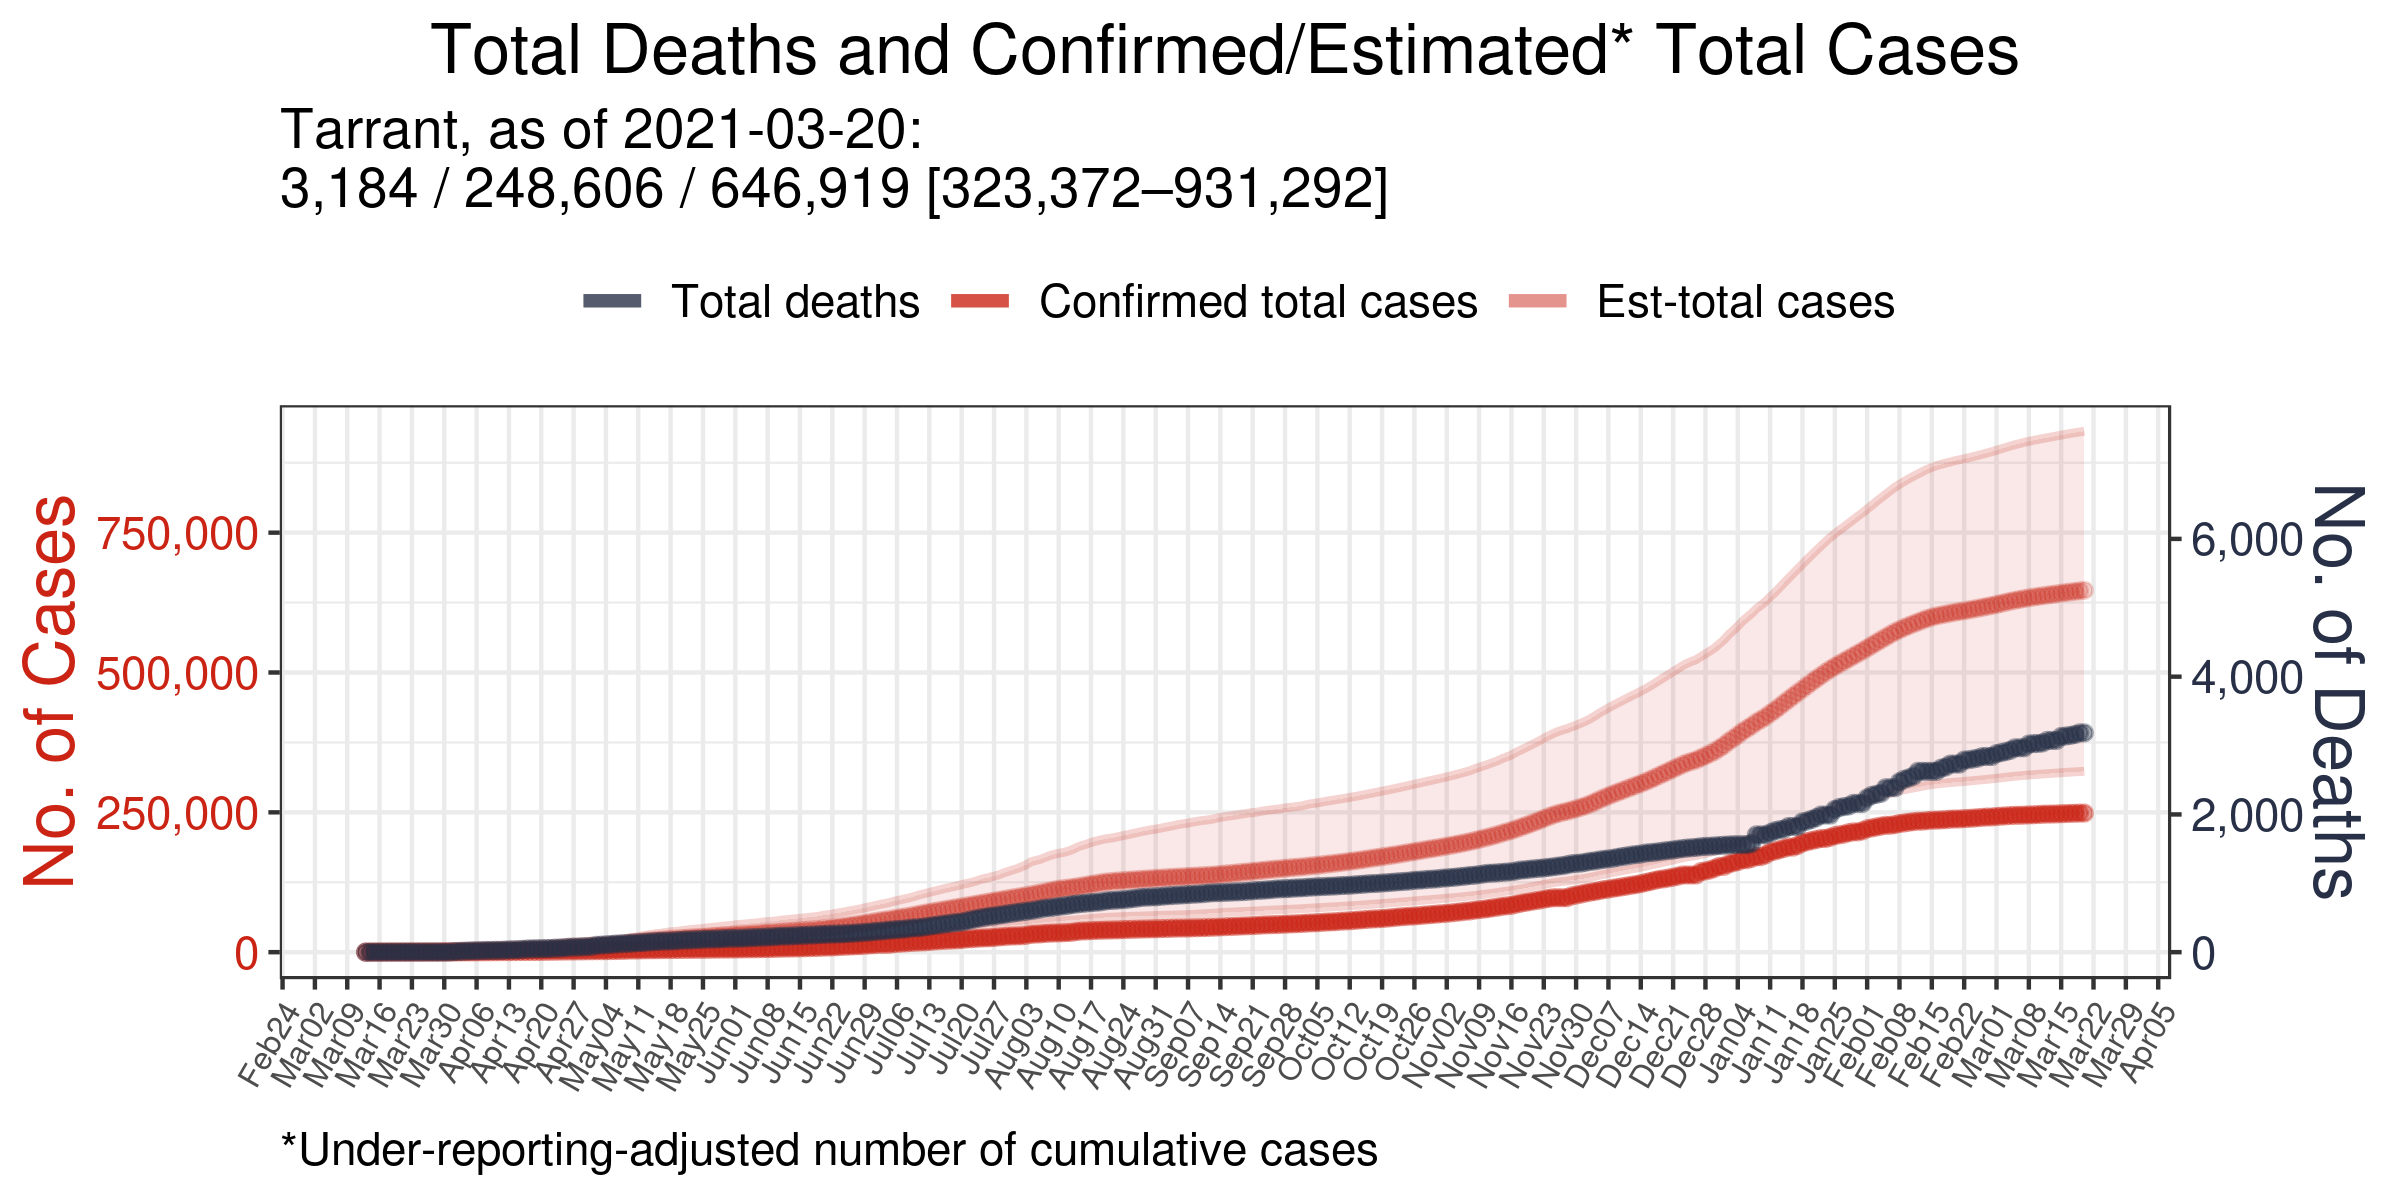 Total Deaths and Confirmed/Estimated* Total Cases
Tarrant, as of 2021-03-20:
3,184 / 248,606 / 646,919 [323,372–931,292]
Total deaths
Confirmed total cases
Est-total cases
No. of Cases
750,000
500,000
250,000
0
6,000
4,000
2,000
0
No. of Deaths
Feb24
Mar02
Mar09
Mar16
Mar23
Mar30
Apr06
Apr13
Apr20
Apr27
May04
May11
May18
May25
Jun01
Jun08
Jun15
Jun22
Jun29
Jul06
Jul13
Jul20
Jul27
Aug03
Aug10
Aug17
Aug24
Aug31
Sep07
Sep14
Sep21
Sep28
Oct05
Oct12
Oct19
Oct26
Nov02
Nov09
Nov16
Nov23
Nov30
Dec07
Dec14
Dec21
Dec28
Jan04
Jan11
Jan18
Jan25
Feb01
Feb08
Feb15
Feb22
Mar01
Mar08
Mar15
Mar22
Mar29
Apr05
*Under-reporting-adjusted number of cumulative cases